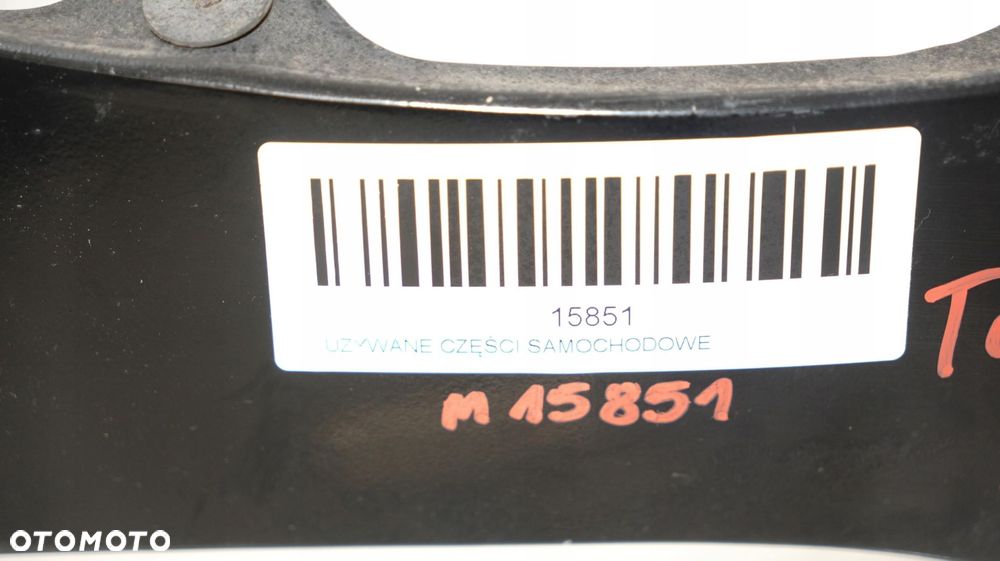 15851
UZYWANE CZĘŚCI SAMOCHODOWE
M 15851
OTOMOTO